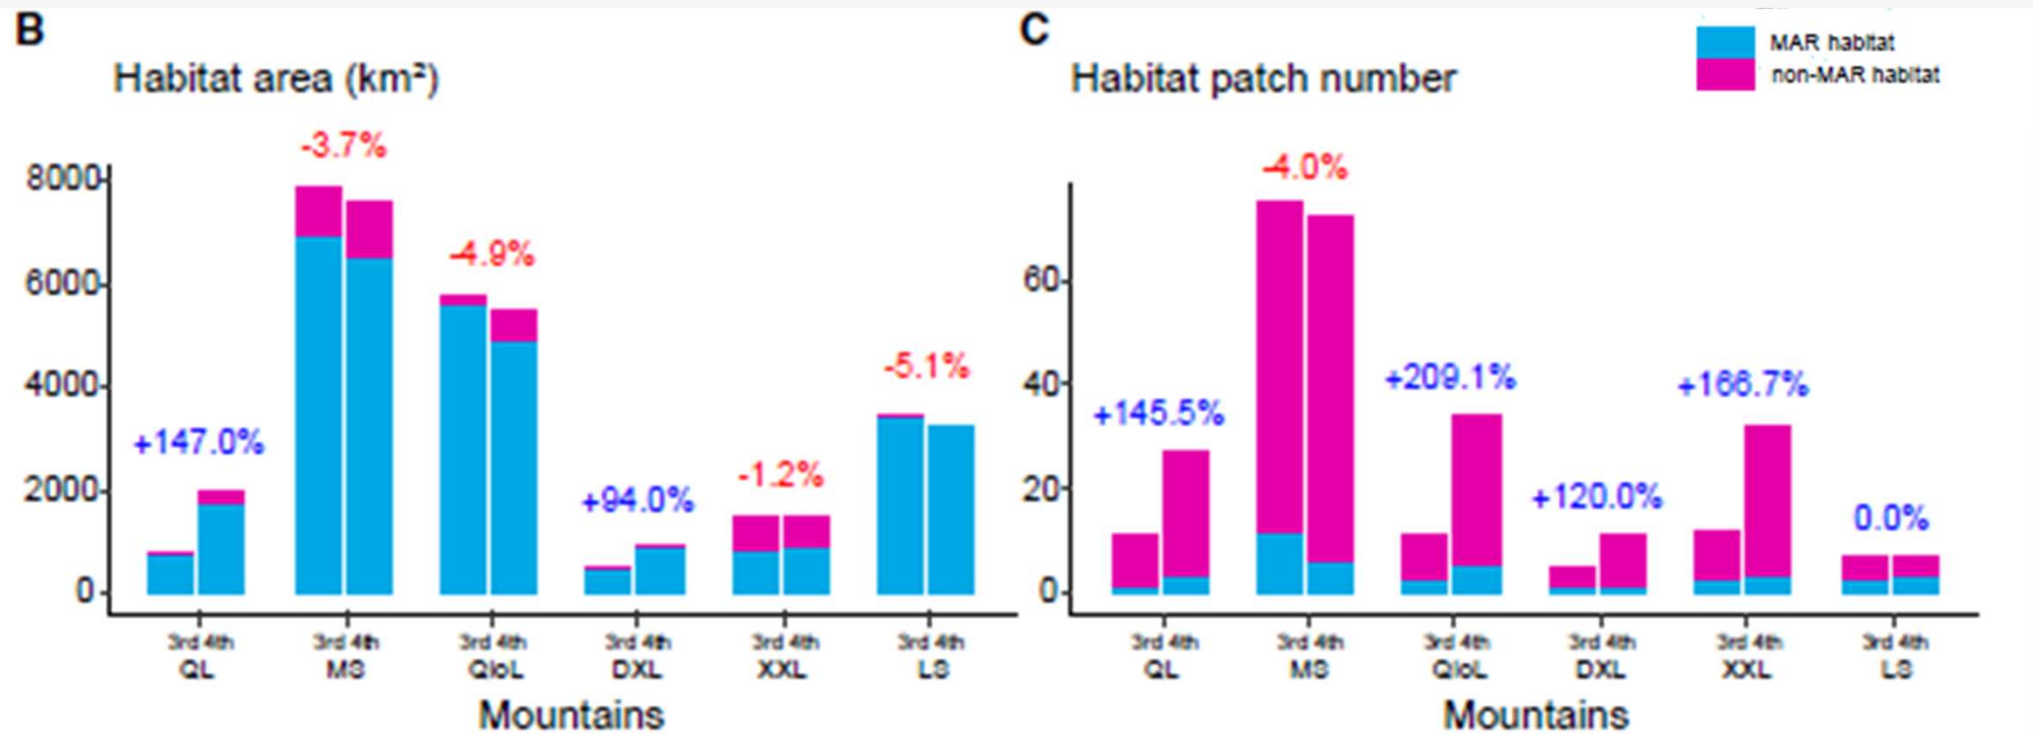 B
Habitat area (km²)
-3.7%
8000
-4.9%
6000
-5.1%
4000
+147.0%
-1.2%
+94.0%
2000
0
3rd 4th 3rd 4th 3rd 4th 3rd 4th 3rd 4th 3rd 4th
QL MS QioL DXL XXL LS
Mountains
C
MAR habitat
non-MAR habitat
Habitat patch number
-4.0%
60
+209.1%
+166.7%
40
+145.5%
+120.0%
20
0.0%
0
3rd 4th 3rd 4th 3rd 4th 3rd 4th 3rd 4th 3rd 4th
QL MS QioL DXL XXL LS
Mountains